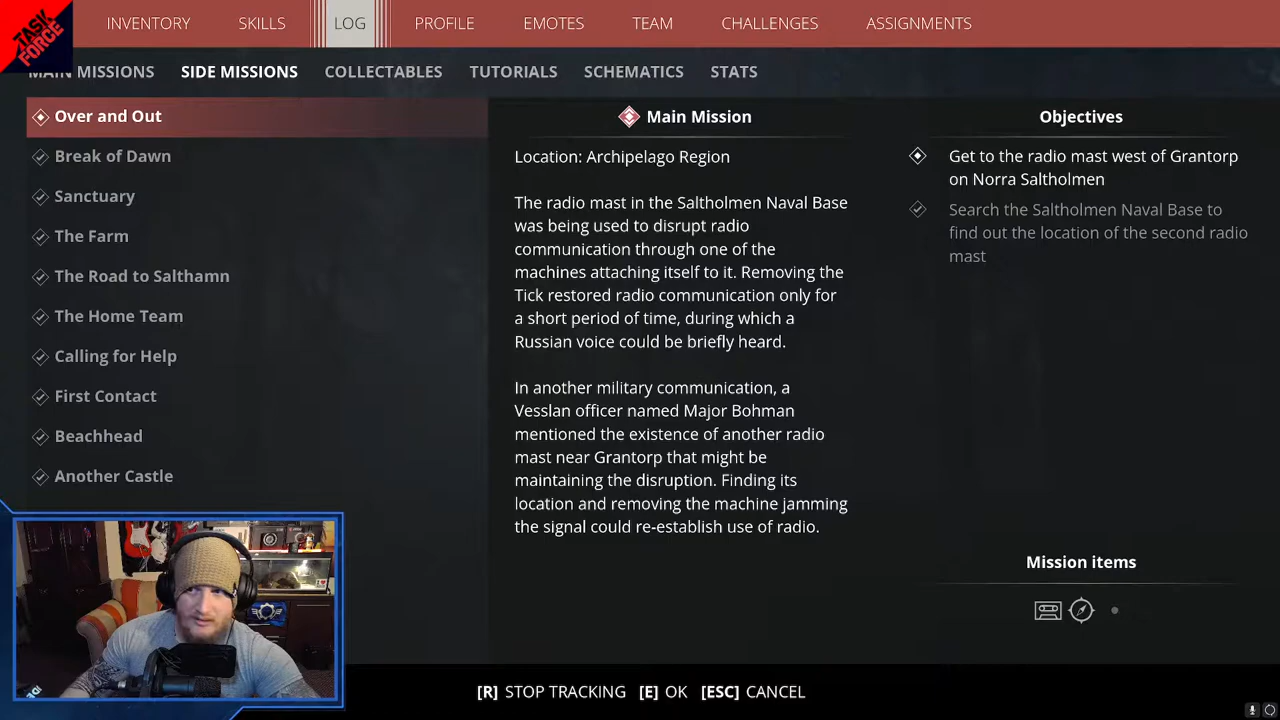 TASK
FORCE
INVENTORY
SKILLS
LOG
PROFILE
EMOTES
TEAM
CHALLENGES
ASSIGNMENTS
MAIN MISSIONS
SIDE MISSIONS
COLLECTABLES
TUTORIALS
SCHEMATICS
STATS
Over and Out
Break of Dawn
Sanctuary
The Farm
The Road to Salthamn
The Home Team
Calling for Help
First Contact
Beachhead
Another Castle
Main Mission
Location: Archipelago Region
The radio mast in the Saltholmen Naval Base
was being used to disrupt radio
communication through one of the
machines attaching itself to it. Removing the
Tick restored radio communication only for
a short period of time, during which a
Russian voice could be briefly heard.
In another military communication, a
Vesslan officer named Major Bohman
mentioned the existence of another radio
mast near Grantorp that might be
maintaining the disruption. Finding its
location and removing the machine jamming
the signal could re-establish use of radio.
Objectives
Get to the radio mast west of Grantorp
on Norra Saltholmen
Search the Saltholmen Naval Base to
find out the location of the second radio
mast
Mission items
[R] STOP TRACKING [E] OK [ESC] CANCEL